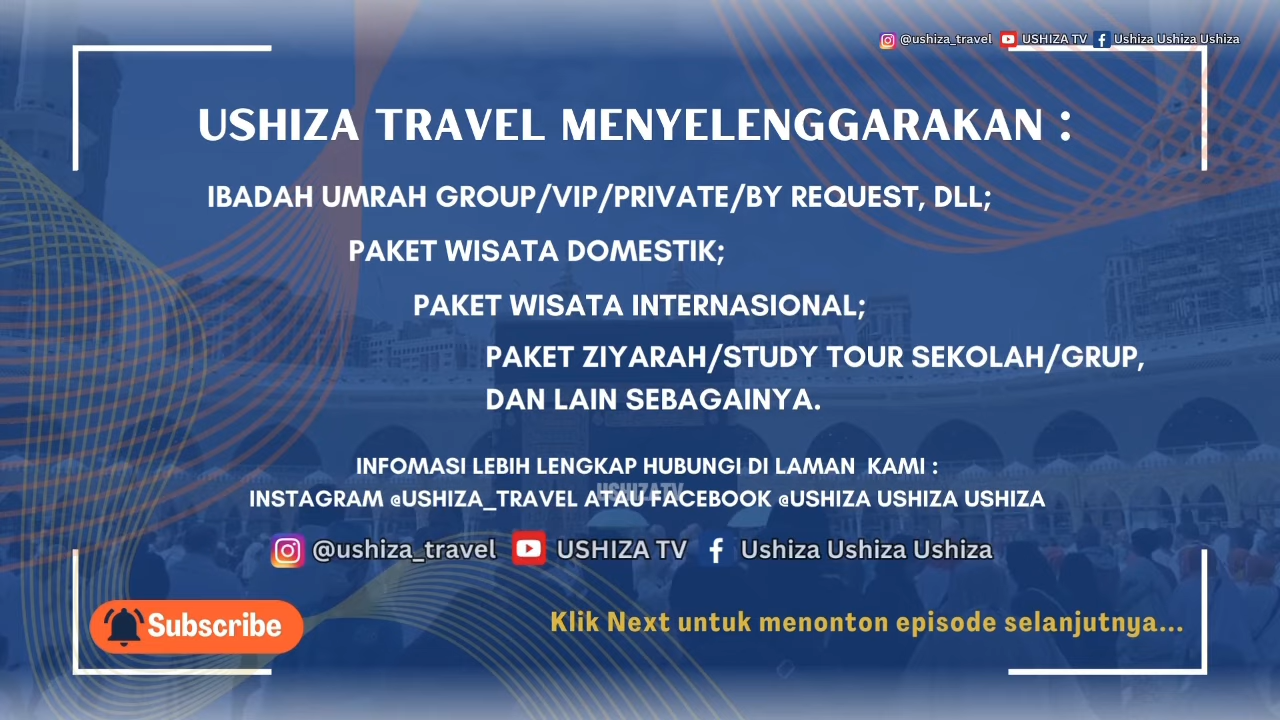 @ushiza_travel USHIZA TV Ushiza Ushiza Ushiza
USHIZA TRAVEL MENYELENGGARAKAN :
IBADAH UMRAH GROUP/VIP/PRIVATE/BY REQUEST, DLL;
PAKET WISATA DOMESTIK;
PAKET WISATA INTERNASIONAL;
PAKET ZIYARAH/STUDY TOUR SEKOLAH/GRUP,
DAN LAIN SEBAGAINYA.
INFOMASI LEBIH LENGKAP HUBUNGI DI LAMAN KAMI :
USHIZATV
INSTAGRAM @USHIZA_TRAVEL ATAU FACEBOOK @USHIZA USHIZA USHIZA
@ushiza_travel USHIZA TV Ushiza Ushiza Ushiza
Subscribe
Klik Next untuk menonton episode selanjutnya...